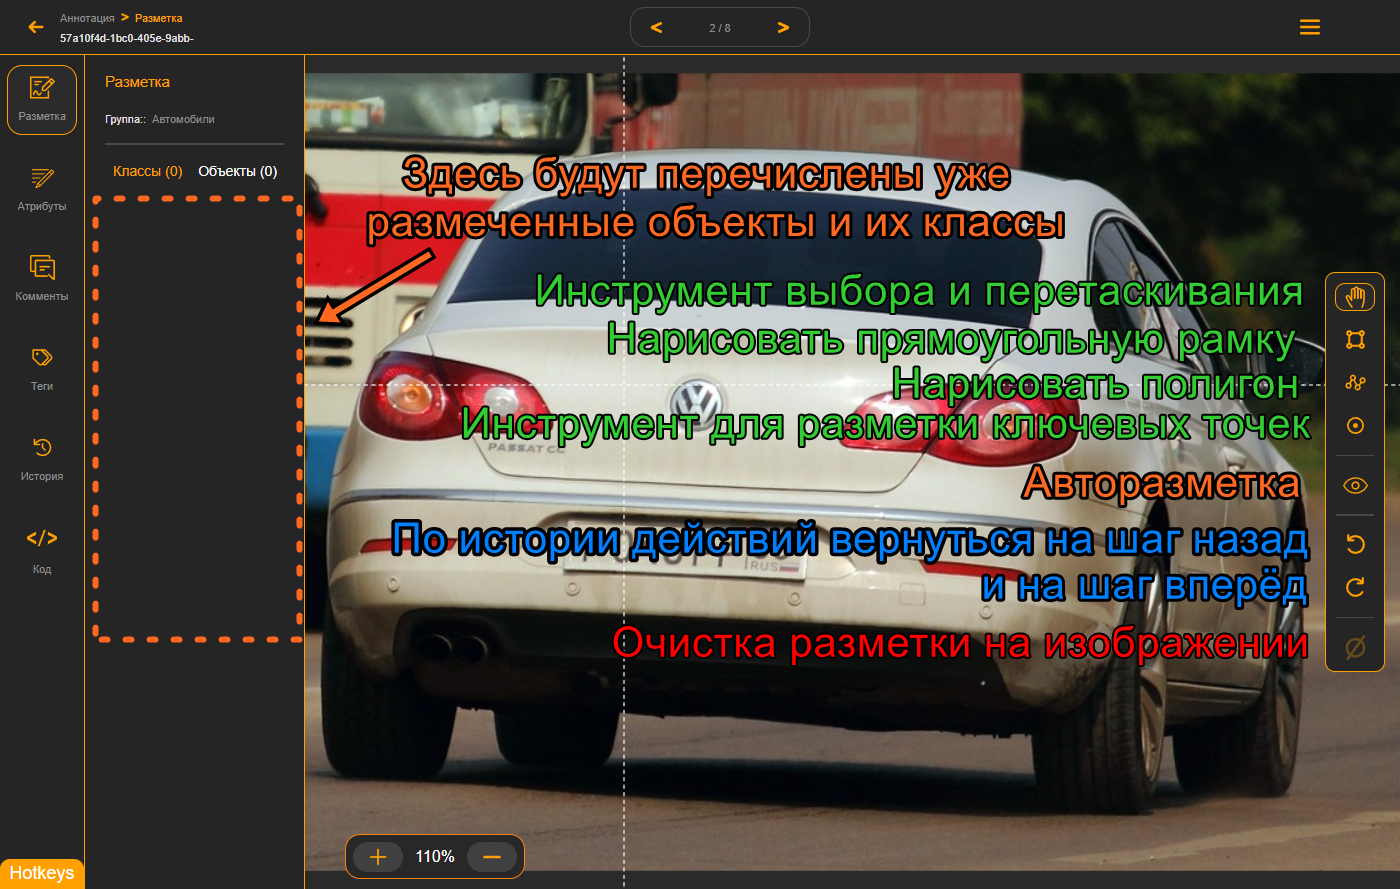 Аннотация > Разметка
57a10f4d-1bc0-405e-9abb-
< 2 / 8 >
Разметка
Атрибуты
Комменты
Теги
История
</>
Код
Hotkeys
Разметка
Группа:: Автомобили
Классы (0) Объекты (0)
Здесь будут перечислены уже
размеченные объекты и их классы
Инструмент выбора и перетаскивания
Нарисовать прямоугольную рамку
Нарисовать полигон
Инструмент для разметки ключевых точек
Авторазметка
По истории действий вернуться на шаг назад
и на шаг вперёд
Очистка разметки на изображении
PASSAT CC
RUS
+ 110% −